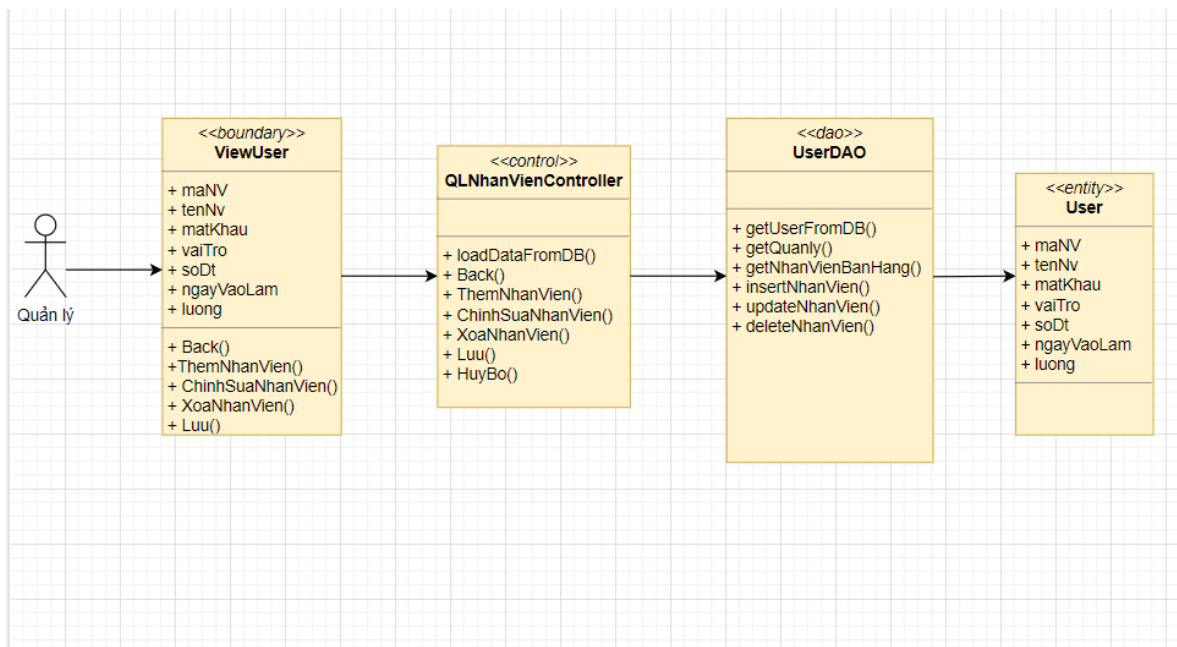 Quản lý
<<boundary>>
ViewUser
+ maNV
+ tenNv
+ matKhau
+ vaiTro
+ soDt
+ ngayVaoLam
+ luong
+ Back()
+ThemNhanVien()
+ ChinhSuaNhanVien()
+ XoaNhanVien()
+ Luu()
<<control>>
QLNhanVienController
+ loadDataFromDB()
+ Back()
+ ThemNhanVien()
+ ChinhSuaNhanVien()
+ XoaNhanVien()
+ Luu()
+ HuyBo()
<<dao>>
UserDAO
+ getUserFromDB()
+ getQuanly()
+ getNhanVienBanHang()
+ insertNhanVien()
+ updateNhanVien()
+ deleteNhanVien()
<<entity>>
User
+ maNV
+ tenNv
+ matKhau
+ vaiTro
+ soDt
+ ngayVaoLam
+ luong